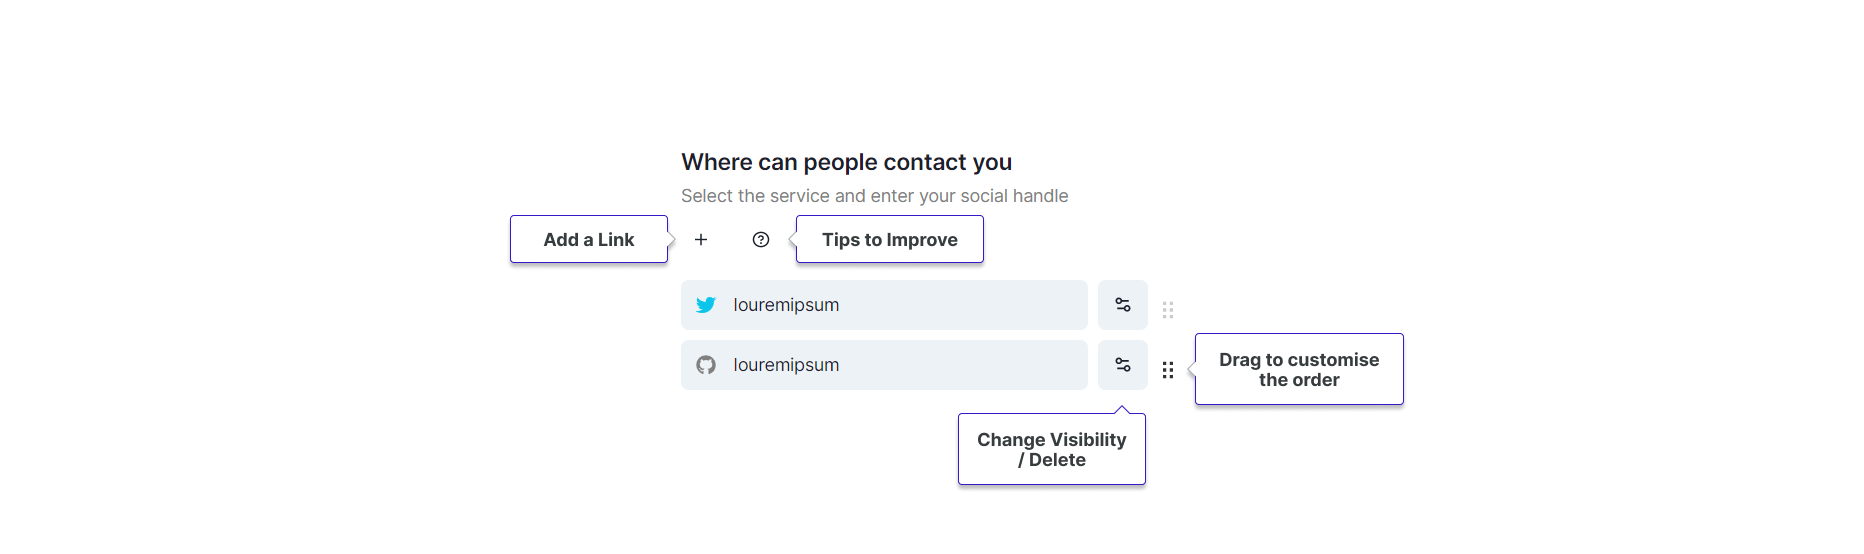 Where can people contact you
Select the service and enter your social handle
Add a Link
Tips to Improve
louremipsum
louremipsum
Drag to customise
the order
Change Visibility
/ Delete